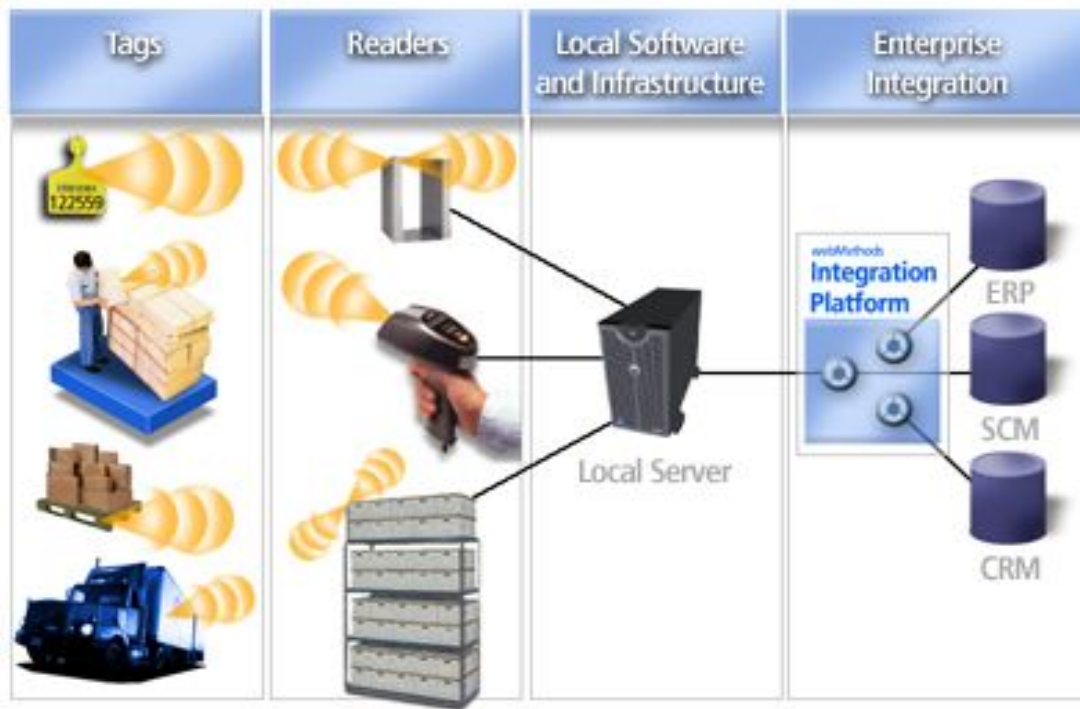 Tags
Readers
Local Software
and Infrastructure
Enterprise
Integration
122559
webMethods
Integration
Platform
ERP
SCM
CRM
Local Server